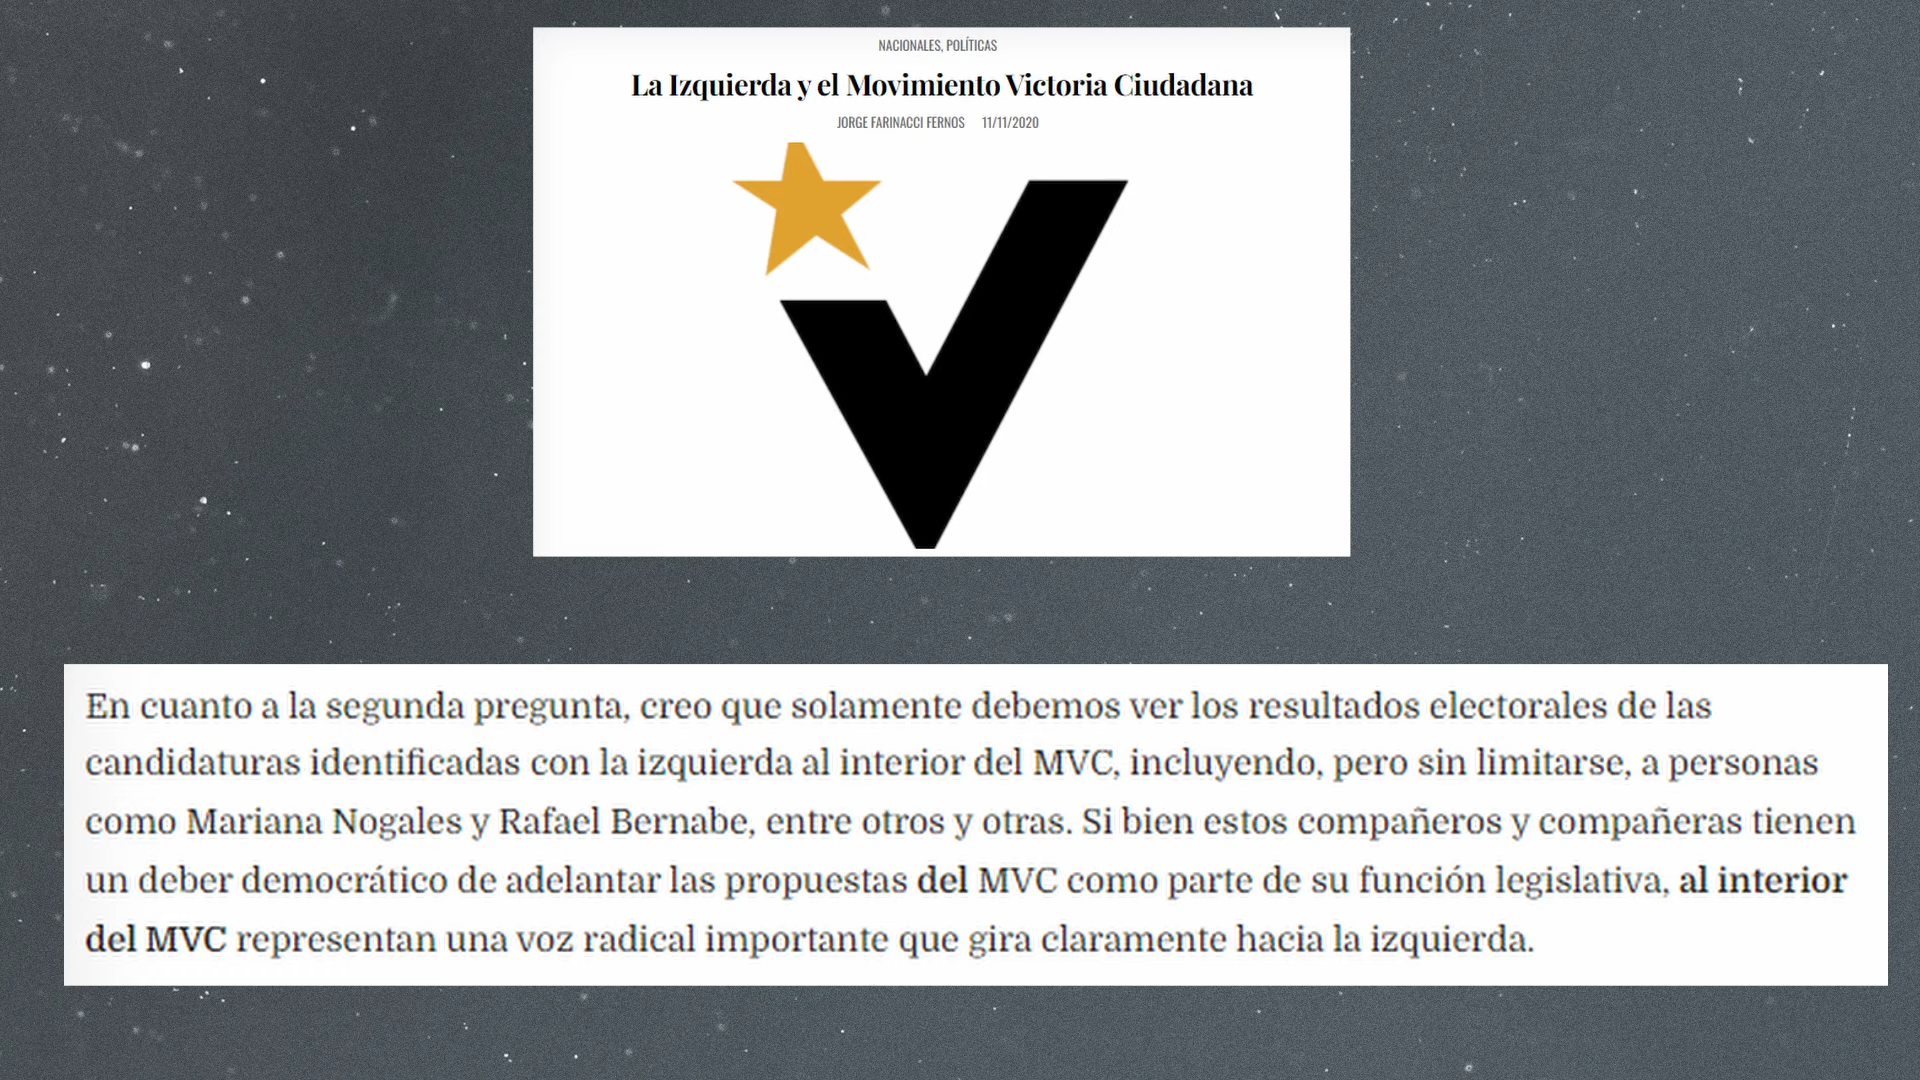 NACIONALES, POLÍTICAS
La Izquierda y el Movimiento Victoria Ciudadana
JORGE FARINACCI FERNOS 11/11/2020
En cuanto a la segunda pregunta, creo que solamente debemos ver los resultados electorales de las
candidaturas identificadas con la izquierda al interior del MVC, incluyendo, pero sin limitarse, a personas
como Mariana Nogales y Rafael Bernabe, entre otros y otras. Si bien estos compañeros y compañeras tienen
un deber democrático de adelantar las propuestas del MVC como parte de su función legislativa, al interior
del MVC representan una voz radical importante que gira claramente hacia la izquierda.